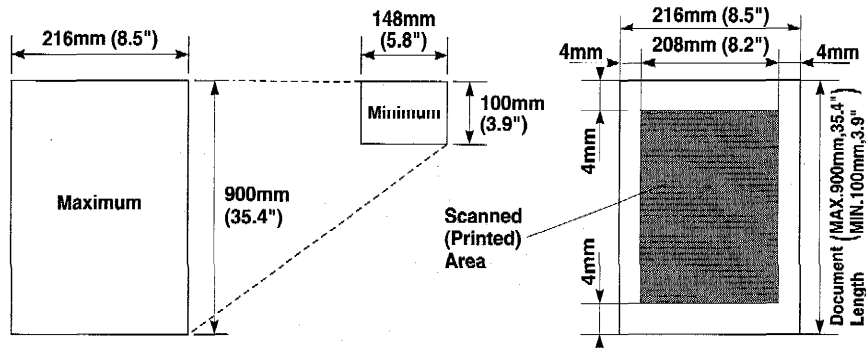 216mm (8.5")
Maximum
900mm
(35.4")
148mm
(5.8")
Minimum
100mm
(3.9")
216mm (8.5")
4mm
208mm (8.2")
4mm
4mm
Scanned
(Printed)
Area
4mm
Document (MAX.900mm,35.4")
Length (MIN.100mm,3.9"